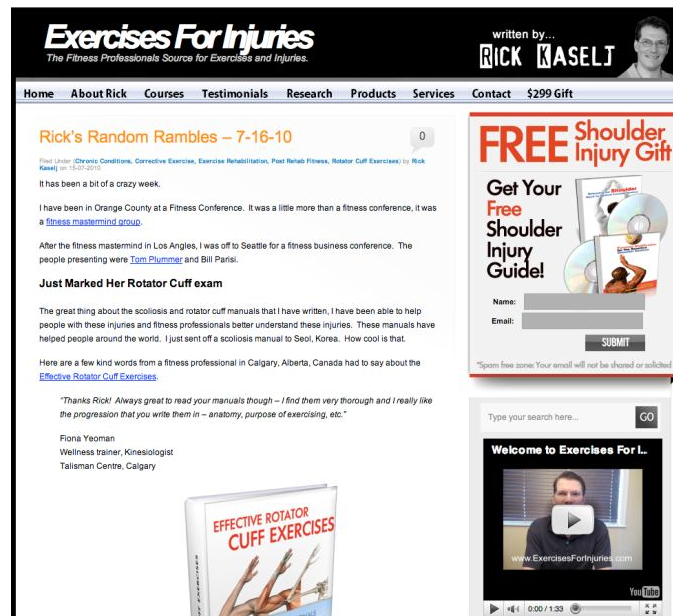 Exercises For Injuries
The Fitness Professionals Source for Exercises and Injuries.
written by...
RICK KASELJ
Home About Rick Courses Testimonials Research Products Services Contact $299 Gift
Rick's Random Rambles – 7-16-10
0
Filed Under (Chronic Conditions, Corrective Exercise, Exercise Rehabilitation, Post Rehab Fitness, Rotator Cuff Exercises) by Rick
Kaselj on 15-07-2010
It has been a bit of a crazy week.
I have been in Orange County at a Fitness Conference. It was a little more than a fitness conference, it was
a fitness mastermind group.
After the fitness mastermind in Los Angles, I was off to Seattle for a fitness business conference. The
people presenting were Tom Plummer and Bill Parisi.
Just Marked Her Rotator Cuff exam
The great thing about the scoliosis and rotator cuff manuals that I have written, I have been able to help
people with these injuries and fitness professionals better understand these injuries. These manuals have
helped people around the world. I just sent off a scoliosis manual to Seol, Korea. How cool is that.
Here are a few kind words from a fitness professional in Calgary, Alberta, Canada had to say about the
Effective Rotator Cuff Exercises.
"Thanks Rick! Always great to read your manuals though – I find them very thorough and I really like
the progression that you write them in – anatomy, purpose of exercising, etc."
Fiona Yeoman
Wellness trainer, Kinesiologist
Talisman Centre, Calgary
EFFECTIVE ROTATOR
CUFF EXERCISES
FREE Shoulder
Injury Gift
Get Your
Free
Shoulder
Injury
Guide!
Name:
Email:
SUBMIT
*Spam free zone: Your email will not be shared or solicited
Type your search here...
GO
Welcome to Exercises For I...
www.ExercisesForInjuries.com
YouTube
0:00 / 1:33